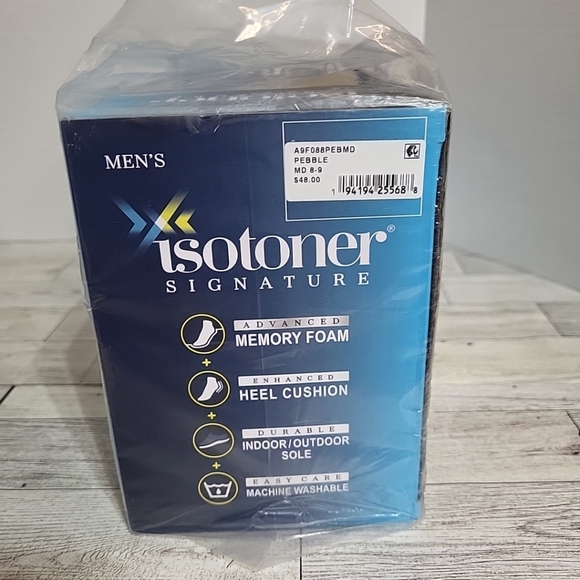 MEN'S
A9F088PEBMD
PEBBLE
MD 8-9
$48.00
1 94194 25568 8
isotoner®
SIGNATURE
ADVANCED
MEMORY FOAM
+
ENHANCED
HEEL CUSHION
+
DURABLE
INDOOR/OUTDOOR
SOLE
+
EASY CARE
MACHINE WASHABLE